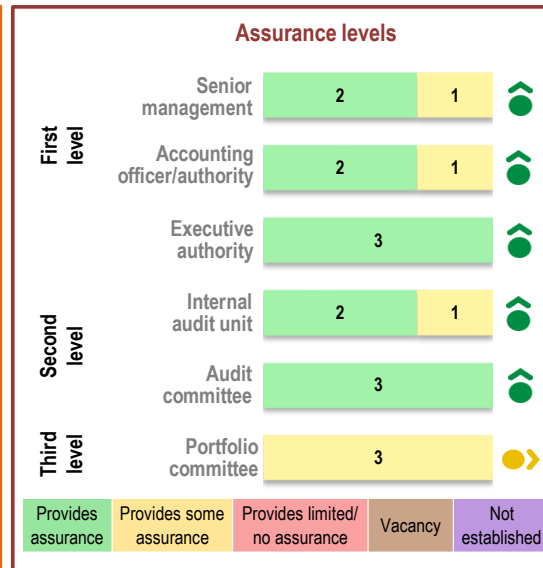 Assurance levels
First
level
Senior
management
2
1
Accounting
officer/authority
2
1
Executive
authority
3
Second
level
Internal
audit unit
2
1
Audit
committee
3
Third
level
Portfolio
committee
3
Provides
assurance
Provides some
assurance
Provides limited/
no assurance
Vacancy
Not
established